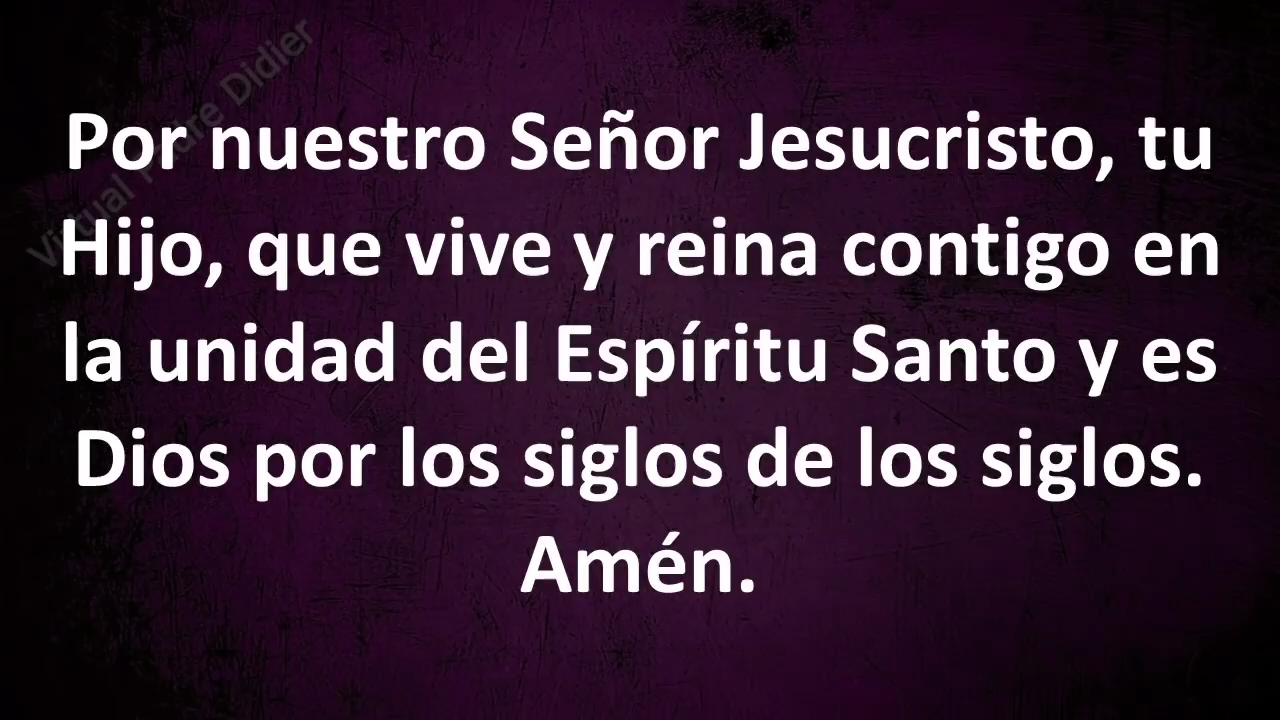 Virtual Padre Didier
Por nuestro Señor Jesucristo, tu
Hijo, que vive y reina contigo en
la unidad del Espíritu Santo y es
Dios por los siglos de los siglos.
Amén.